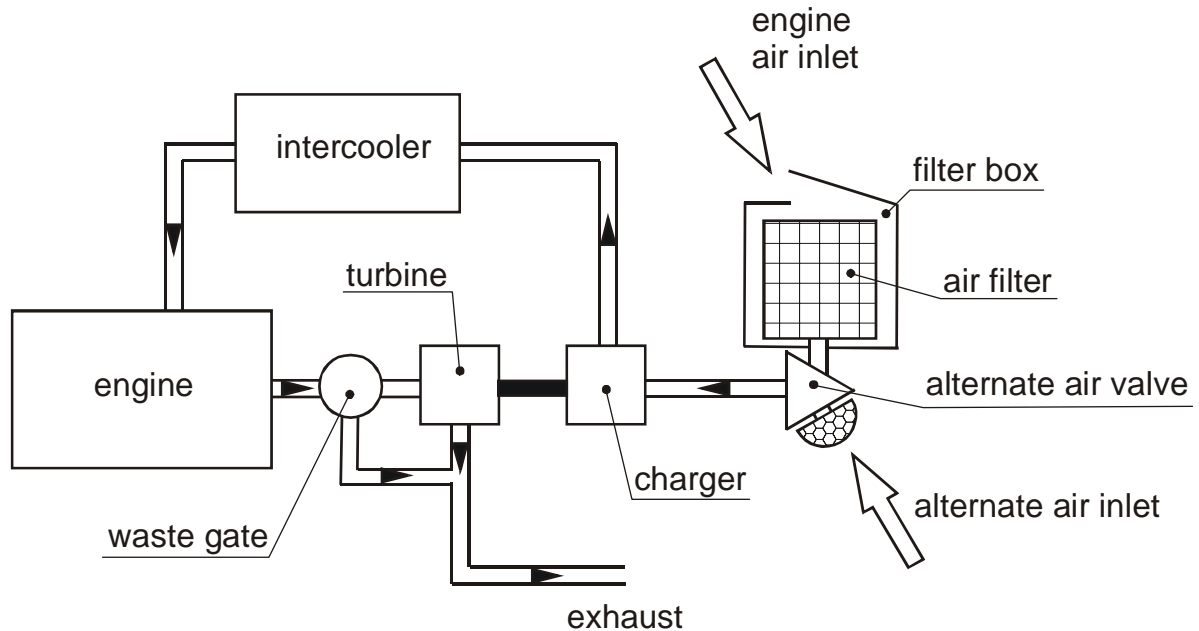 engine
air inlet
intercooler
filter box
turbine
air filter
engine
alternate air valve
charger
alternate air inlet
waste gate
exhaust